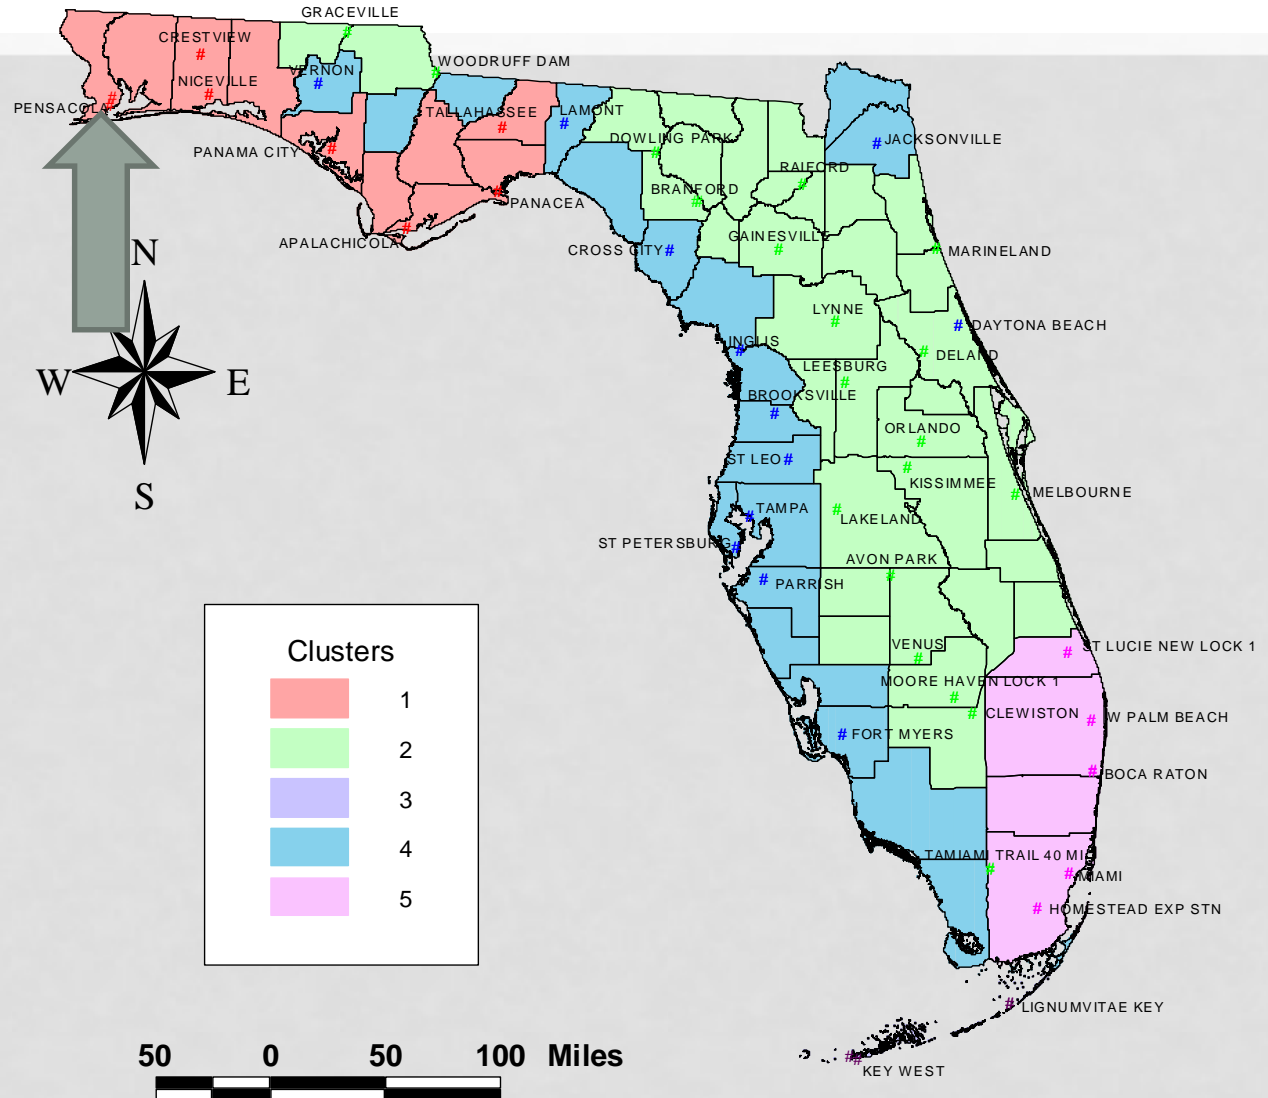 GRACEVILLE
CRESTVIEW
WOODRUFF DAM
VERNON
NICEVILLE
PENSACOLA
TALLAHASSEE
LAMONT
DOWLING PARK
JACKSONVILLE
PANAMA CITY
RAIFORD
BRANFORD
PANACEA
APALACHICOLA
GAINESVILLE
CROSS CITY
MARINELAND
N
LYNNE
DAYTONA BEACH
INGLIS
DELAND
LEESBURG
W
E
BROOKSVILLE
ORLANDO
ST LEO
KISSIMMEE
MELBOURNE
S
TAMPA
LAKELAND
ST PETERSBURG
AVON PARK
PARRISH
VENUS
ST LUCIE NEW LOCK 1
Clusters
MOORE HAVEN LOCK 1
1
CLEWISTON
W PALM BEACH
FORT MYERS
2
BOCA RATON
3
4
TAMIAMI TRAIL 40 MI
MIAMI
5
HOMESTEAD EXP STN
LIGNUMVITAE KEY
50 0 50 100 Miles
KEY WEST